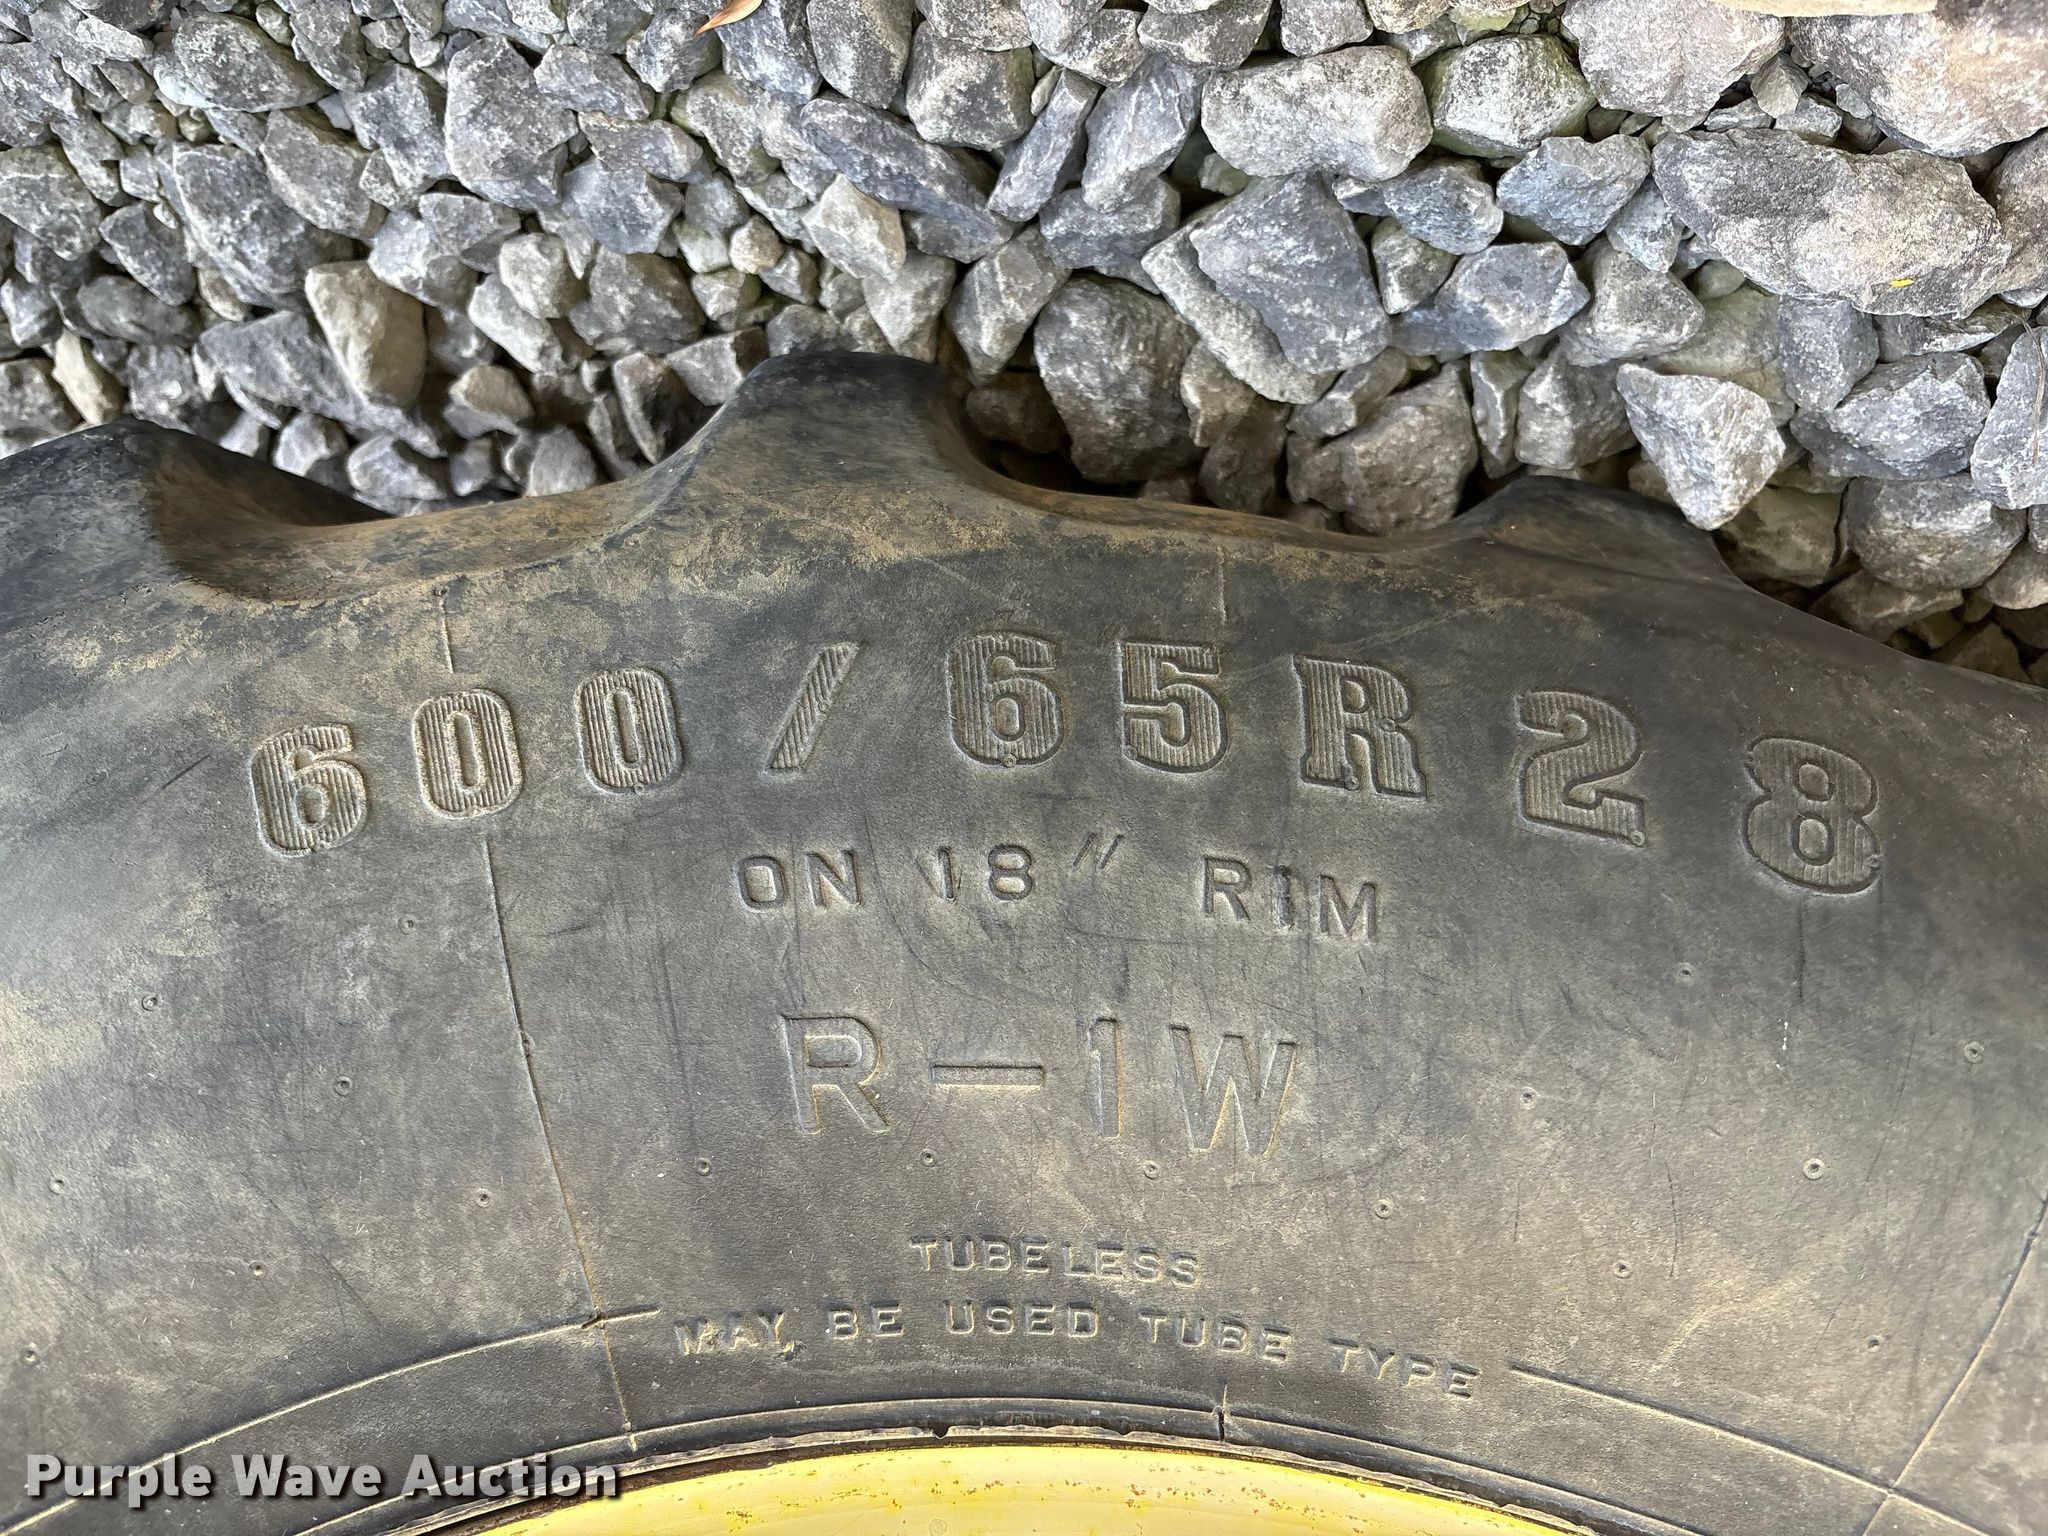 600/65R28
ON 18" RIM
R-1W
TUBELESS
MAY BE USED TUBE TYPE
Purple Wave Auction